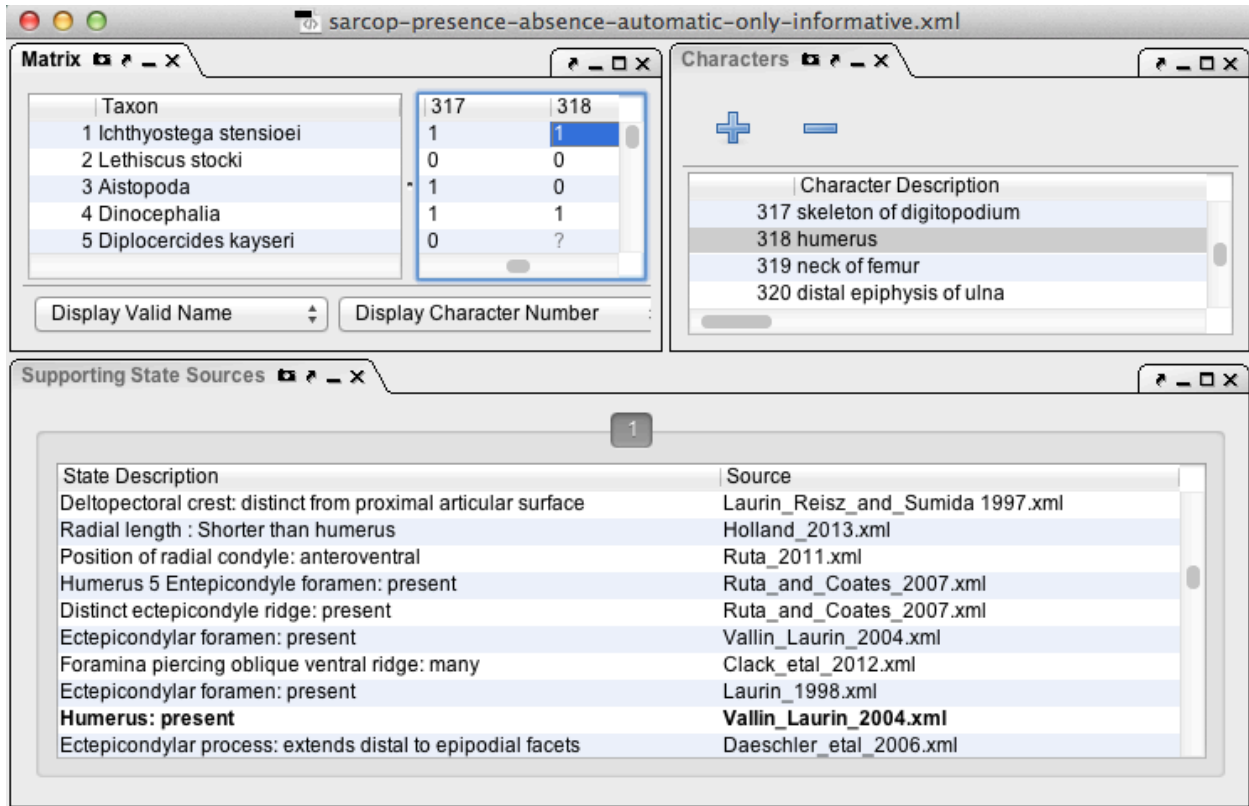 sarcop-presence-absence-automatic-only-informative.xml
Matrix
Taxon 317 318
1 Ichthyostega stensioei 1 1
2 Lethiscus stocki 0 0
3 Aistopoda 1 0
4 Dinocephalia 1 1
5 Diplocercides kayseri 0 ?
Display Valid Name Display Character Number
Characters
Character Description
317 skeleton of digitopodium
318 humerus
319 neck of femur
320 distal epiphysis of ulna
Supporting State Sources
1
State Description Source
Deltopectoral crest: distinct from proximal articular surface Laurin_Reisz_and_Sumida 1997.xml
Radial length : Shorter than humerus Holland_2013.xml
Position of radial condyle: anteroventral Ruta_2011.xml
Humerus 5 Entepicondyle foramen: present Ruta_and_Coates_2007.xml
Distinct ectepicondyle ridge: present Ruta_and_Coates_2007.xml
Ectepicondylar foramen: present Vallin_Laurin_2004.xml
Foramina piercing oblique ventral ridge: many Clack_etal_2012.xml
Ectepicondylar foramen: present Laurin_1998.xml
Humerus: present Vallin_Laurin_2004.xml
Ectepicondylar process: extends distal to epipodial facets Daeschler_etal_2006.xml